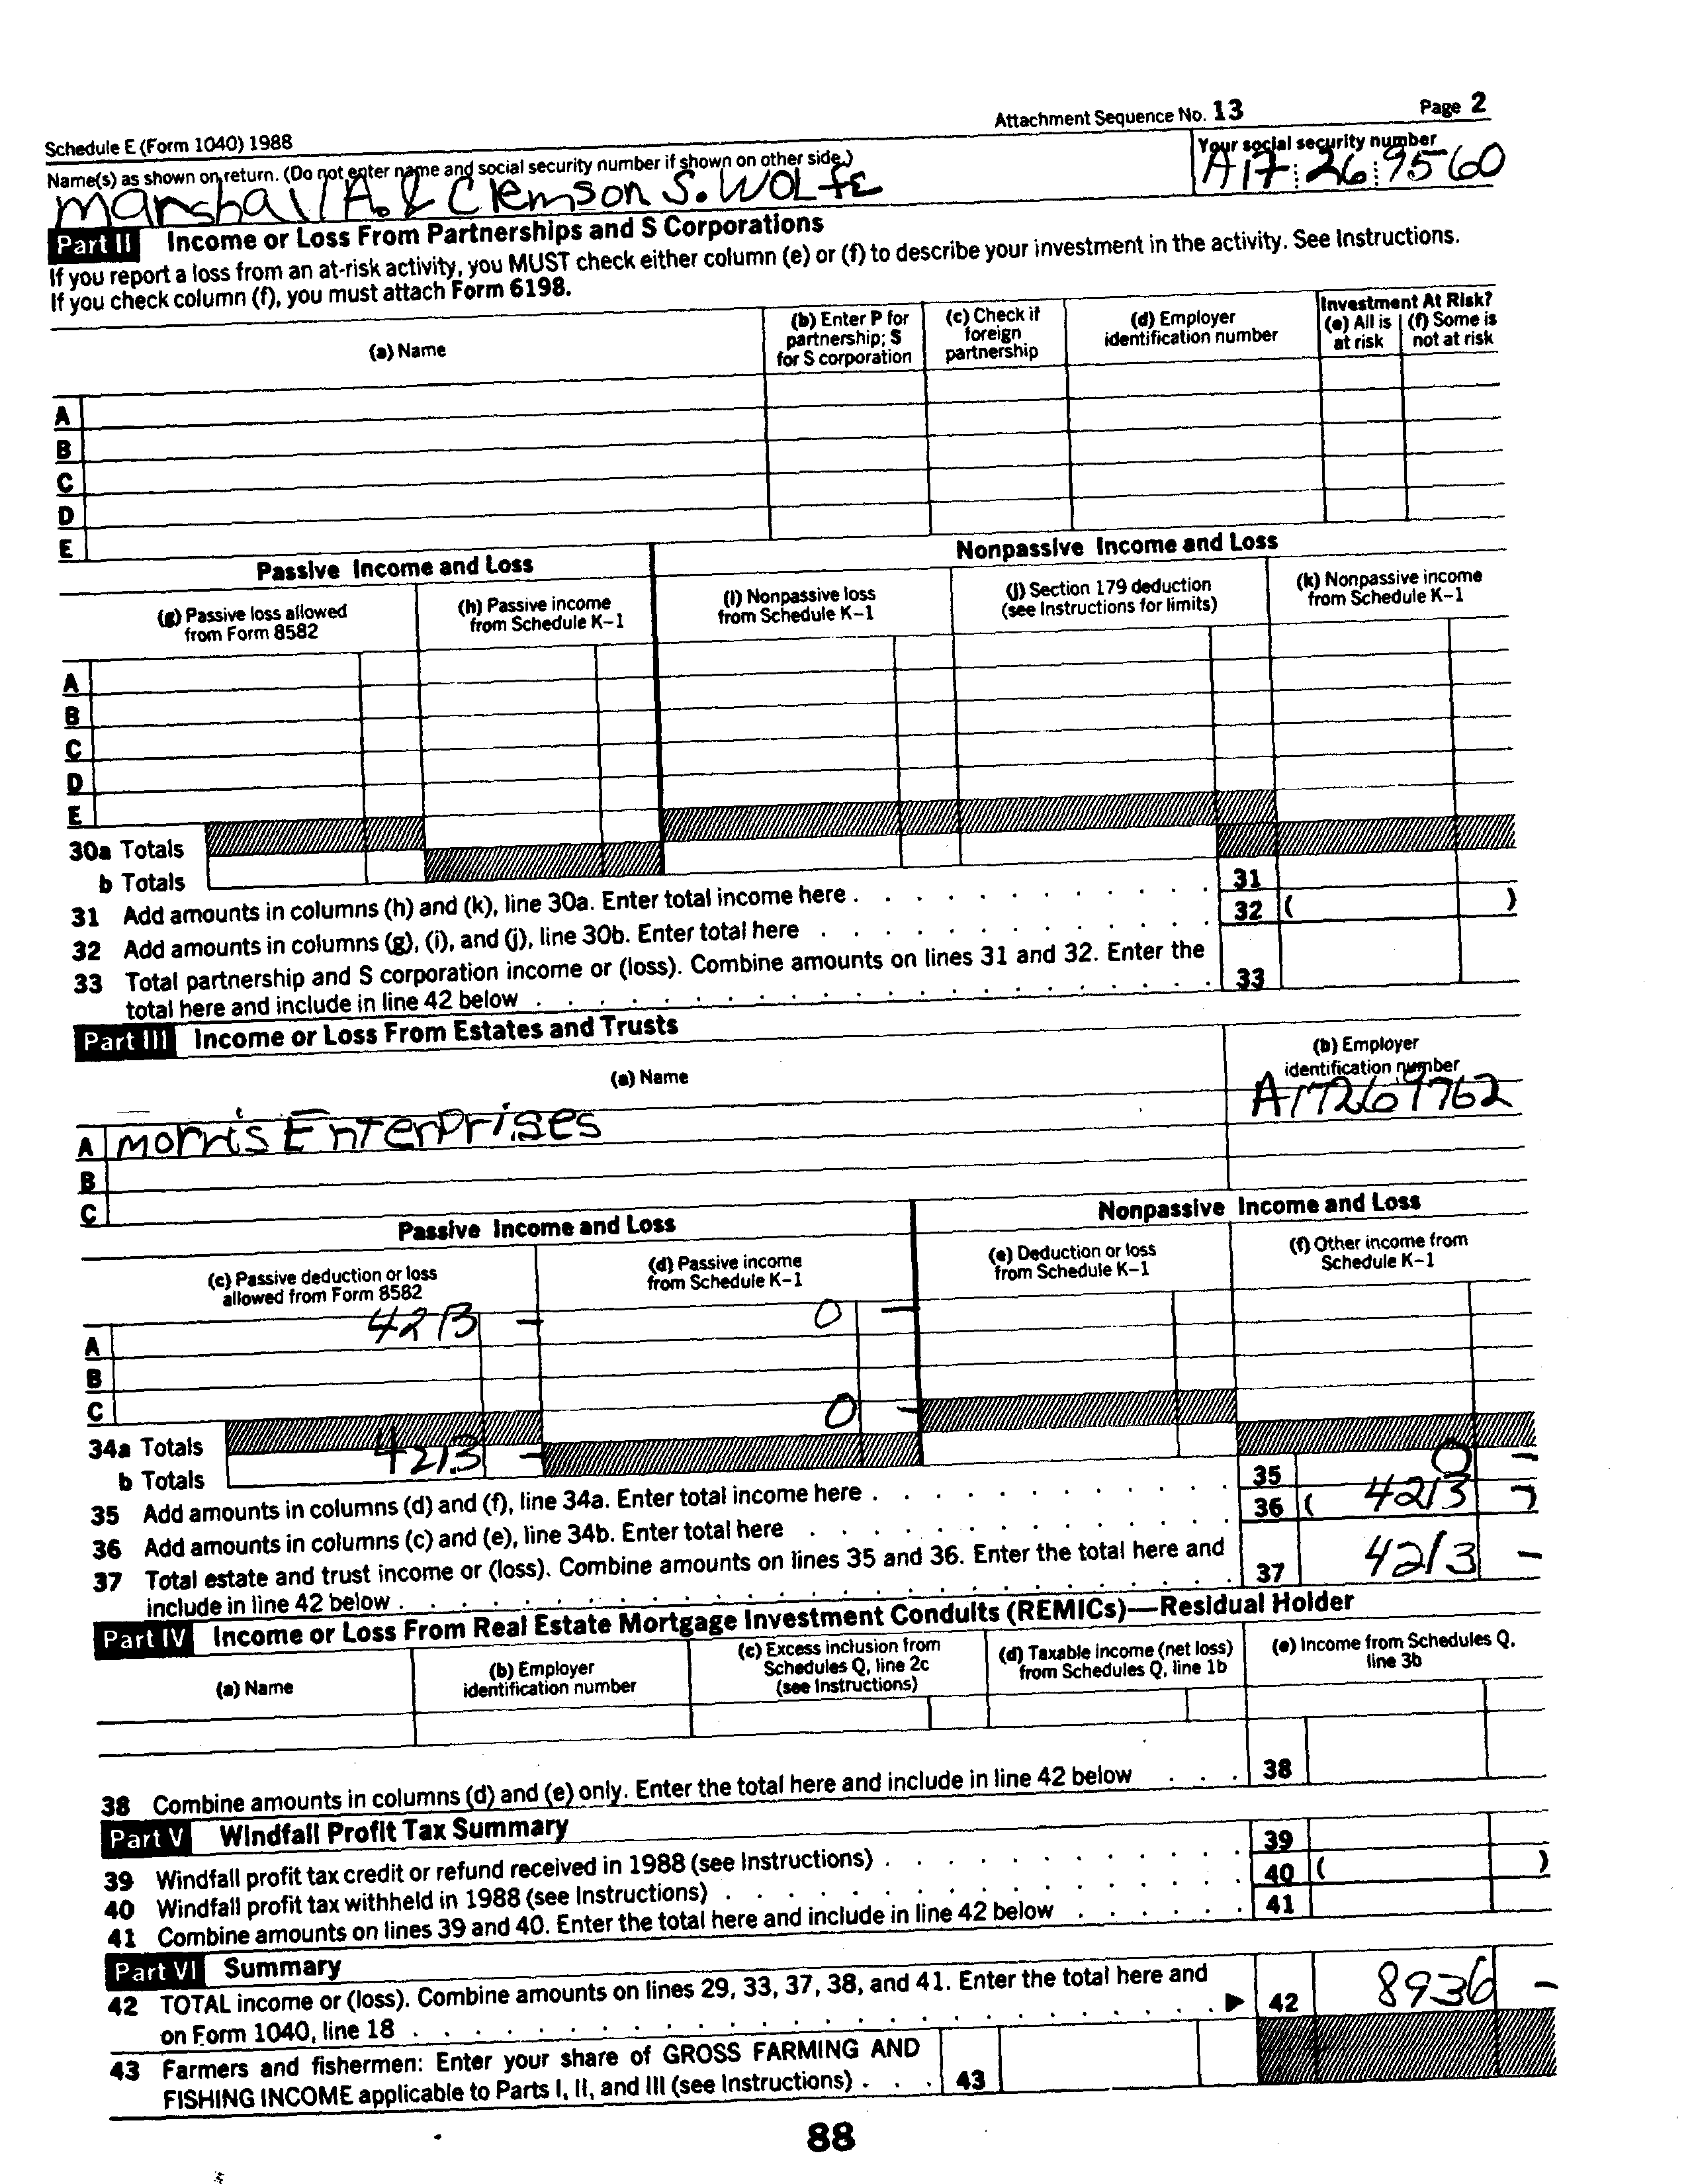 Schedule E (Form 1040) 1988
Attachment Sequence No. 13
Page 2
Name(s) as shown on return. (Do not enter name and social security number if shown on other side.)
Your social security number
Marshall A. & Clemson S. WOLfE
A17 26 9560
Part II Income or Loss From Partnerships and S Corporations
If you report a loss from an at-risk activity, you MUST check either column (e) or (f) to describe your investment in the activity. See Instructions.
If you check column (f), you must attach Form 6198.
(a) Name
(b) Enter P for partnership; S for S corporation
(c) Check if foreign partnership
(d) Employer identification number
Investment At Risk?
(e) All is at risk
(f) Some is not at risk
A
B
C
D
E
Passive Income and Loss
Nonpassive Income and Loss
(g) Passive loss allowed from Form 8582
(h) Passive income from Schedule K-1
(i) Nonpassive loss from Schedule K-1
(j) Section 179 deduction (see Instructions for limits)
(k) Nonpassive income from Schedule K-1
A
B
C
D
E
30a Totals
b Totals
31 Add amounts in columns (h) and (k), line 30a. Enter total income here . . . 31
32 Add amounts in columns (g), (i), and (j), line 30b. Enter total here . . . 32 ( )
33 Total partnership and S corporation income or (loss). Combine amounts on lines 31 and 32. Enter the
total here and include in line 42 below . . . 33
Part III Income or Loss From Estates and Trusts
(a) Name
(b) Employer identification number
A morris EnTerPrises A17269762
B
C
Passive Income and Loss
Nonpassive Income and Loss
(c) Passive deduction or loss allowed from Form 8582
(d) Passive income from Schedule K-1
(e) Deduction or loss from Schedule K-1
(f) Other income from Schedule K-1
A 4213 - 0 -
B
C
34a Totals 0 -
b Totals 4213 -
35 Add amounts in columns (d) and (f), line 34a. Enter total income here . . . 35 0 -
36 Add amounts in columns (c) and (e), line 34b. Enter total here . . . 36 ( 4213 - )
37 Total estate and trust income or (loss). Combine amounts on lines 35 and 36. Enter the total here and
include in line 42 below . . . 37 4213 -
Part IV Income or Loss From Real Estate Mortgage Investment Conduits (REMICs)—Residual Holder
(a) Name
(b) Employer identification number
(c) Excess inclusion from Schedules Q, line 2c (see Instructions)
(d) Taxable income (net loss) from Schedules Q, line 1b
(e) Income from Schedules Q, line 3b
38 Combine amounts in columns (d) and (e) only. Enter the total here and include in line 42 below . . . 38
Part V Windfall Profit Tax Summary
39 Windfall profit tax credit or refund received in 1988 (see Instructions) . . . 39
40 Windfall profit tax withheld in 1988 (see Instructions) . . . 40 ( )
41 Combine amounts on lines 39 and 40. Enter the total here and include in line 42 below . . . 41
Part VI Summary
42 TOTAL income or (loss). Combine amounts on lines 29, 33, 37, 38, and 41. Enter the total here and
on Form 1040, line 18 . . . ▶ 42 8936 -
43 Farmers and fishermen: Enter your share of GROSS FARMING AND
FISHING INCOME applicable to Parts I, II, and III (see Instructions) . . . 43
88